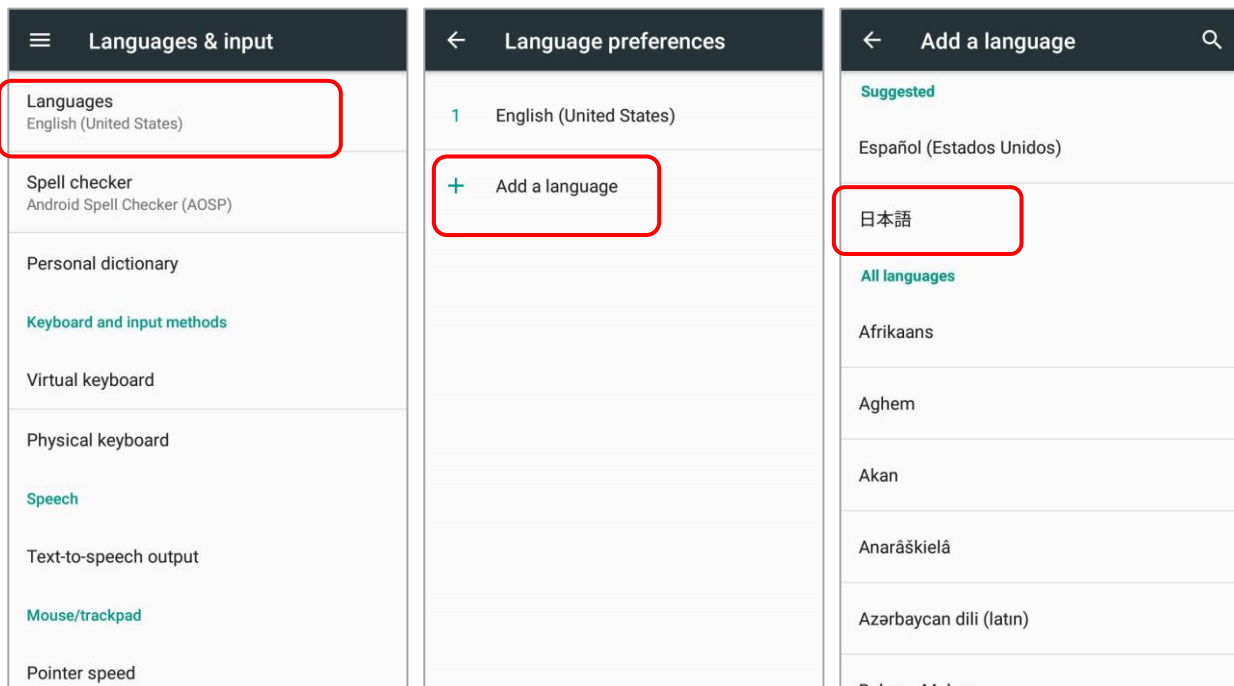 Languages & input
Languages
English (United States)
Spell checker
Android Spell Checker (AOSP)
Personal dictionary
Keyboard and input methods
Virtual keyboard
Physical keyboard
Speech
Text-to-speech output
Mouse/trackpad
Pointer speed
Language preferences
1 English (United States)
+ Add a language
Add a language
Suggested
Español (Estados Unidos)
日本語
All languages
Afrikaans
Aghem
Akan
Anarâškielâ
Azərbaycan dili (latın)